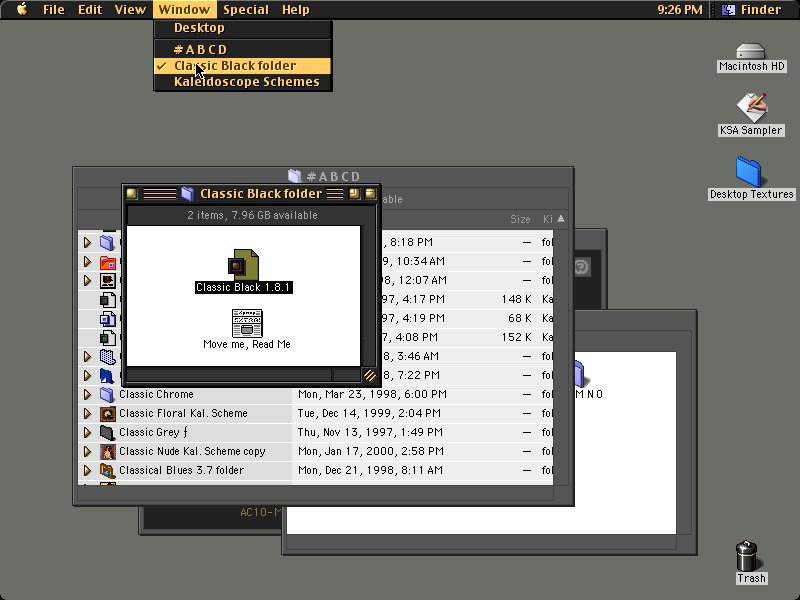 File Edit View Window Special Help 9:26 PM Finder
Desktop
#ABCD
✓ Classic Black folder
Kaleidoscope Schemes
Macintosh HD
KSA Sampler
Desktop Textures
#ABCD
able
Size Ki
Classic Black folder
2 items, 7.96 GB available
Classic Black 1.8.1
Move me, Read Me
, 8:18 PM — fol
9, 10:34 AM — fol
98, 12:07 AM — fol
97, 4:17 PM 148 K Ka
97, 4:19 PM 68 K Ka
7, 4:08 PM 152 K Ka
8, 3:46 AM — fol
8, 7:22 PM — fol
Classic Chrome Mon, Mar 23, 1998, 6:00 PM — fol
Classic Floral Kal. Scheme Tue, Dec 14, 1999, 2:04 PM — fol
Classic Grey ƒ Thu, Nov 13, 1997, 1:49 PM — fol
Classic Nude Kal. Scheme copy Mon, Jan 17, 2000, 2:58 PM — fol
Classical Blues 3.7 folder Mon, Dec 21, 1998, 8:11 AM — fol
M N O
AC10-M
Trash